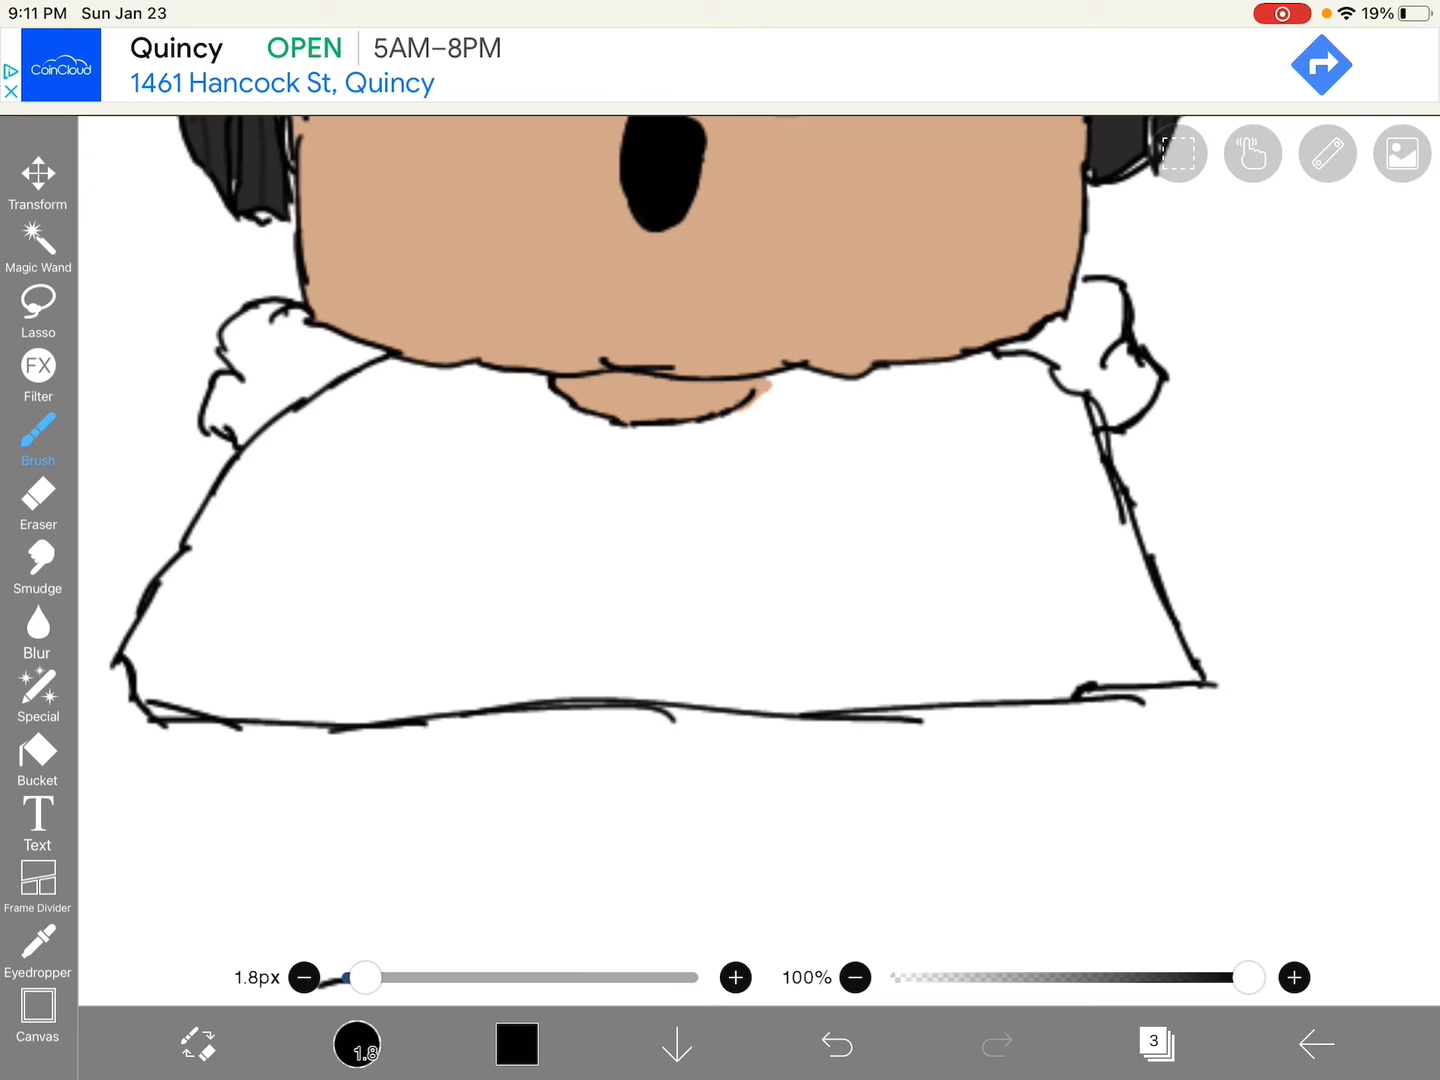 9:11 PM Sun Jan 23
19%
CoinCloud
Quincy OPEN 5AM–8PM
1461 Hancock St, Quincy
Transform
Magic Wand
Lasso
FX
Filter
Brush
Eraser
Smudge
Blur
Special
Bucket
T
Text
Frame Divider
Eyedropper
Canvas
1.8px
100%
1.8
3